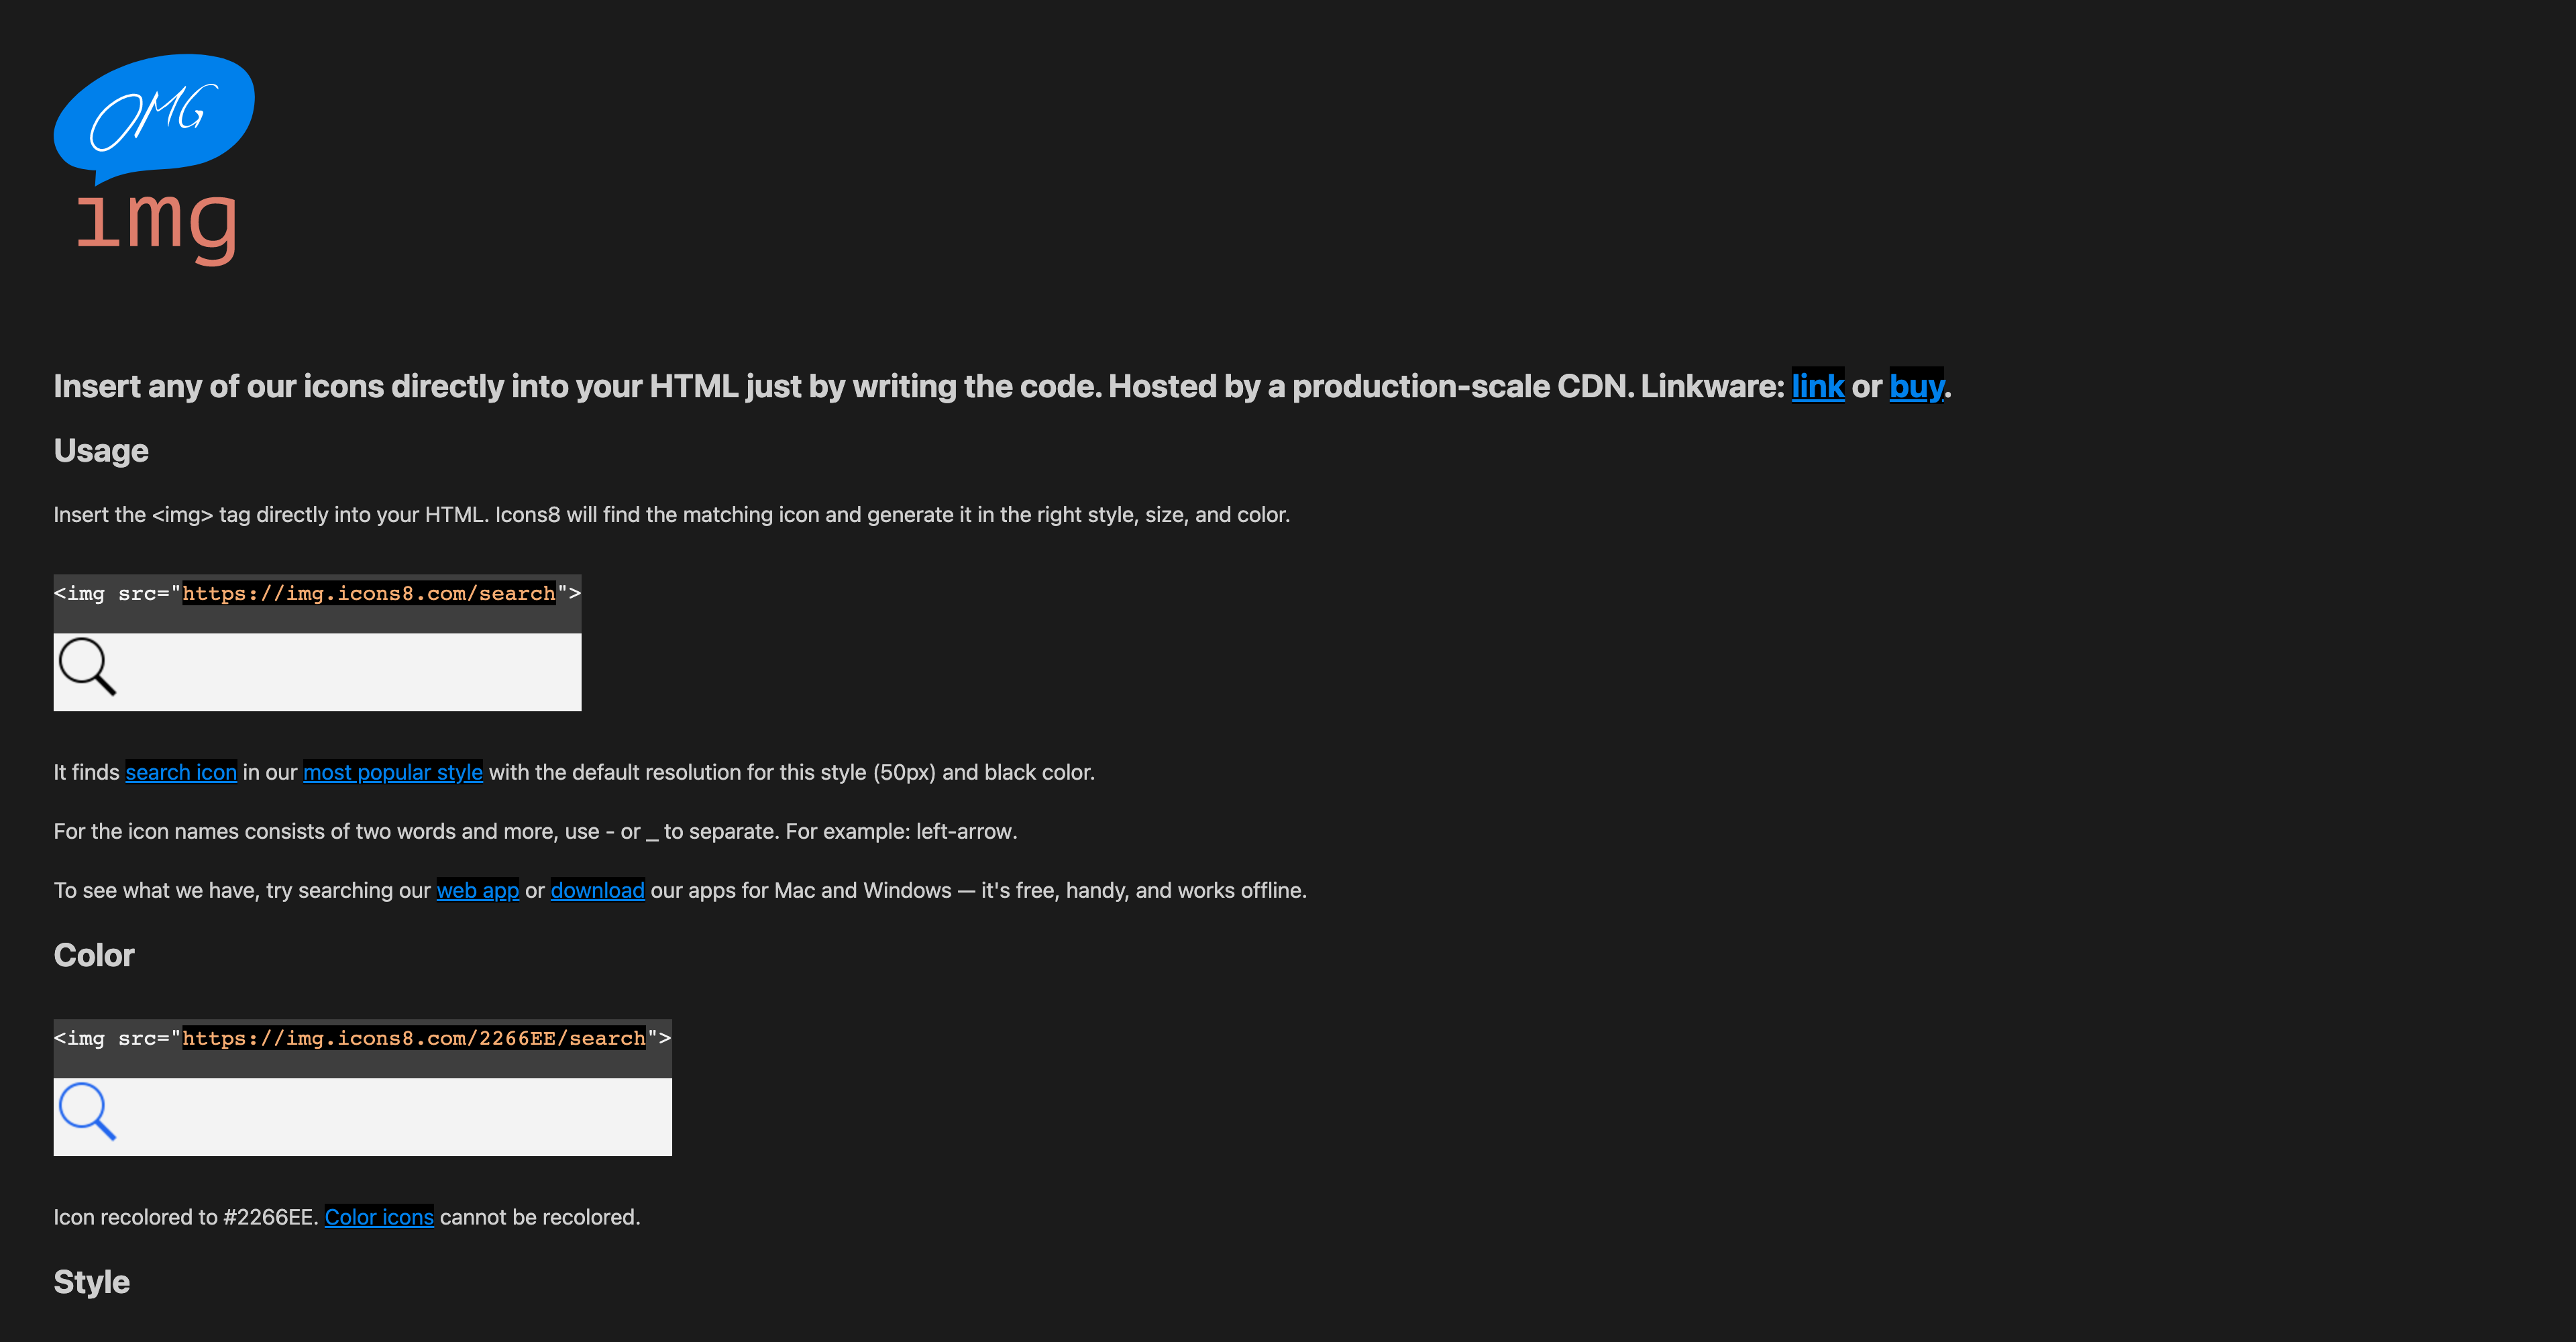 OMG
img
Insert any of our icons directly into your HTML just by writing the code. Hosted by a production-scale CDN. Linkware: link or buy.
Usage
Insert the <img> tag directly into your HTML. Icons8 will find the matching icon and generate it in the right style, size, and color.
<img src="https://img.icons8.com/search">
It finds search icon in our most popular style with the default resolution for this style (50px) and black color.
For the icon names consists of two words and more, use - or _ to separate. For example: left-arrow.
To see what we have, try searching our web app or download our apps for Mac and Windows — it's free, handy, and works offline.
Color
<img src="https://img.icons8.com/2266EE/search">
Icon recolored to #2266EE. Color icons cannot be recolored.
Style